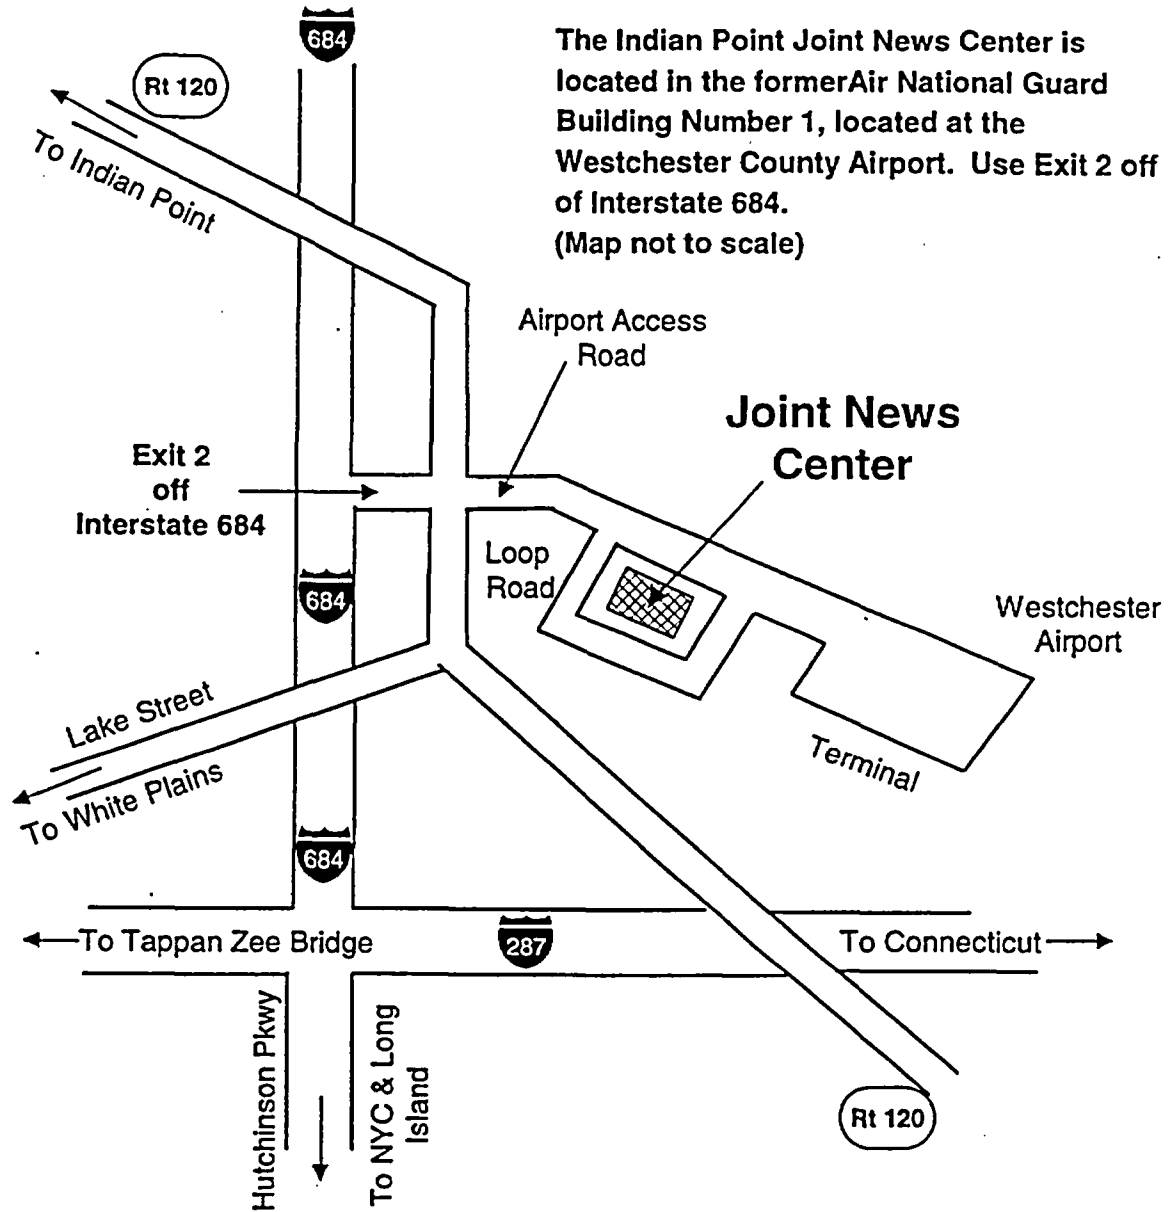 684
Rt 120
The Indian Point Joint News Center is
located in the formerAir National Guard
Building Number 1, located at the
Westchester County Airport. Use Exit 2 off
of Interstate 684.
(Map not to scale)
To Indian Point
Airport Access
Road
Joint News
Center
Exit 2
off
Interstate 684
Loop
Road
684
Westchester
Airport
Lake Street
To White Plains
Terminal
684
To Tappan Zee Bridge
287
To Connecticut
Hutchinson Pkwy
To NYC & Long
Island
Rt 120